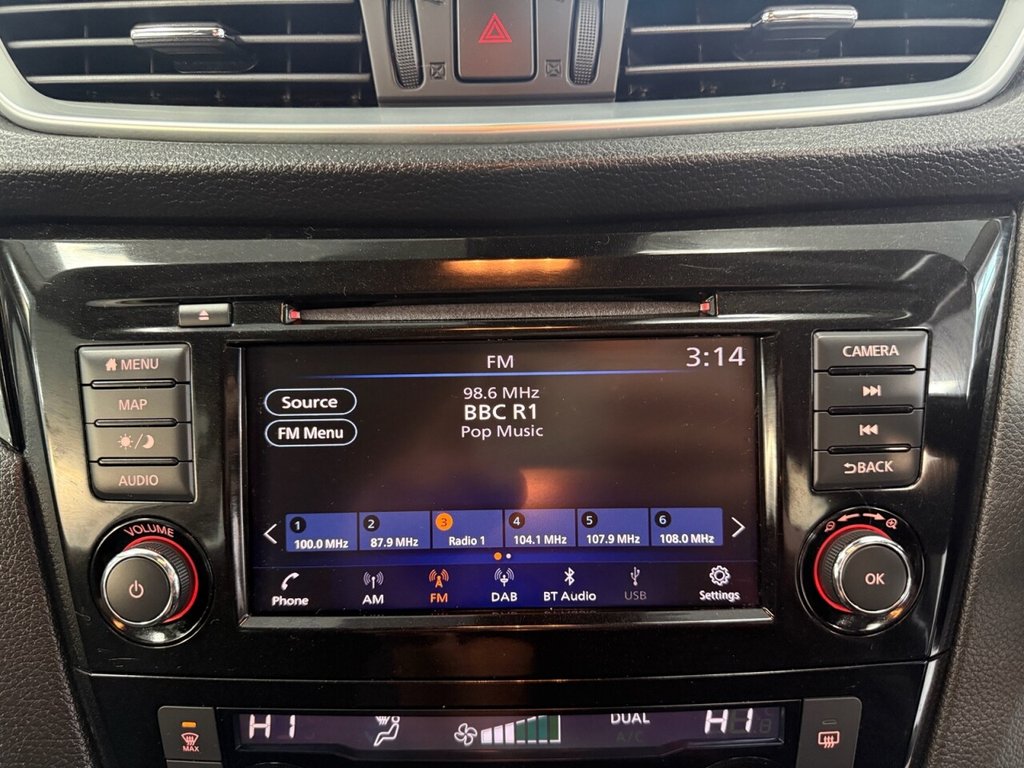 MENU
MAP
AUDIO
VOLUME
FM
3:14
98.6 MHz
BBC R1
Pop Music
Source
FM Menu
1
100.0 MHz
2
87.9 MHz
3
Radio 1
4
104.1 MHz
5
107.9 MHz
6
108.0 MHz
Phone
AM
FM
DAB
BT Audio
USB
Settings
CAMERA
BACK
OK
MAX
HI
DUAL
A/C
HI